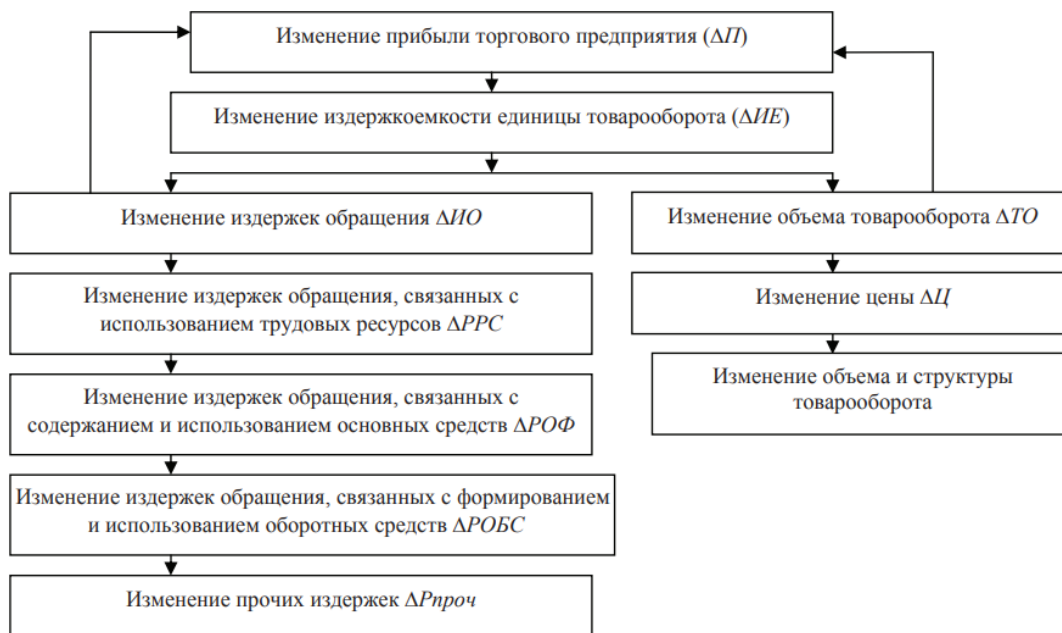 Изменение прибыли торгового предприятия (ΔП)
Изменение издержкоемкости единицы товарооборота (ΔИЕ)
Изменение издержек обращения ΔИО
Изменение издержек обращения, связанных с
использованием трудовых ресурсов ΔРРС
Изменение издержек обращения, связанных с
содержанием и использованием основных средств ΔРОФ
Изменение издержек обращения, связанных с формированием
и использованием оборотных средств ΔРОБС
Изменение прочих издержек ΔРпроч
Изменение объема товарооборота ΔТО
Изменение цены ΔЦ
Изменение объема и структуры
товарооборота